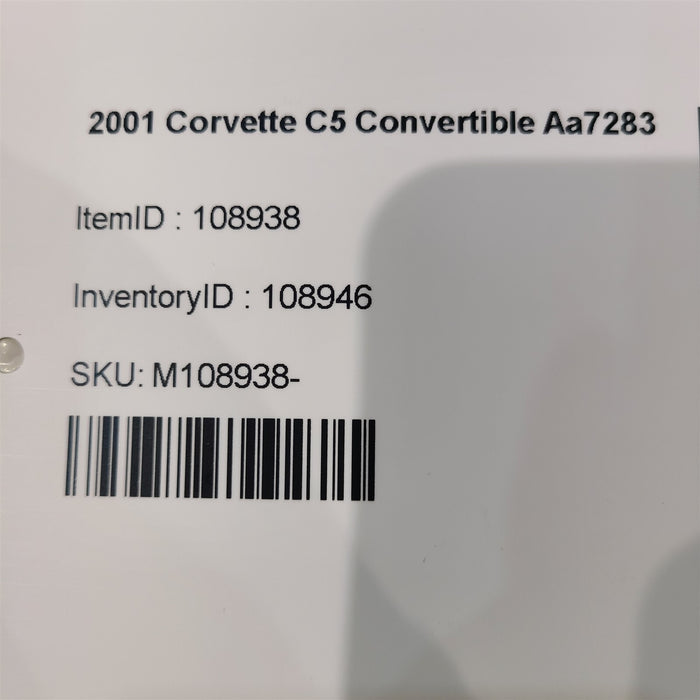 2001 Corvette C5 Convertible Aa7283
ItemID : 108938
InventoryID : 108946
SKU: M108938-